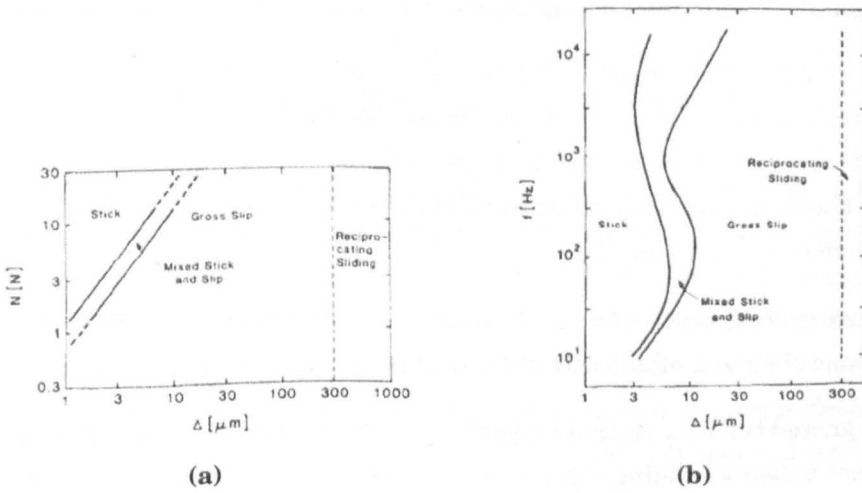 30
10
3
1
0.3
N [N]
Stick
Gross Slip
Mixed Stick
and Slip
Recipro-
cating
Sliding
1 3 10 30 100 300 1000
Δ [μm]
(a)
10⁴
10³
10²
10¹
f [Hz]
Reciprocating
Sliding
Stick
Gross Slip
Mixed Stick
and Slip
1 3 10 30 100 300
Δ [μm]
(b)